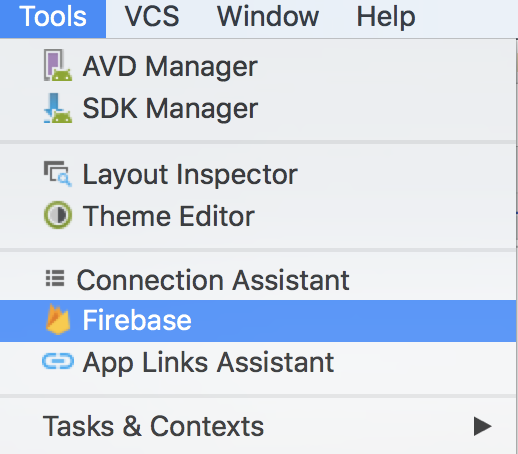 Tools VCS Window Help
AVD Manager
SDK Manager
Layout Inspector
Theme Editor
Connection Assistant
Firebase
App Links Assistant
Tasks & Contexts